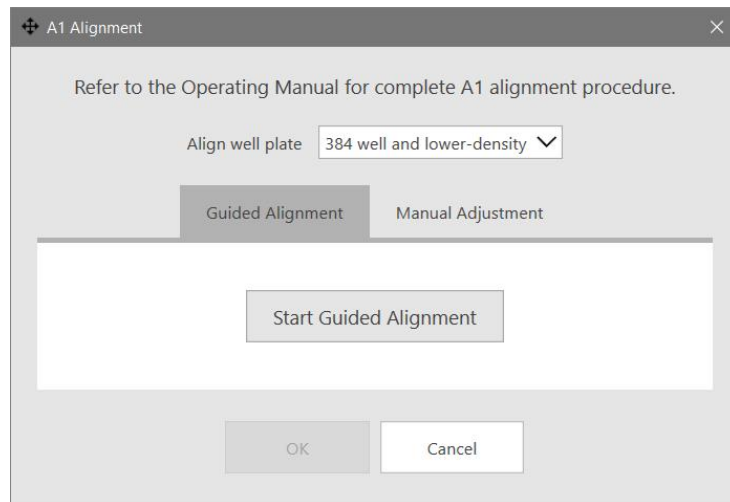 A1 Alignment
Refer to the Operating Manual for complete A1 alignment procedure.
Align well plate 384 well and lower-density
Guided Alignment Manual Adjustment
Start Guided Alignment
OK Cancel